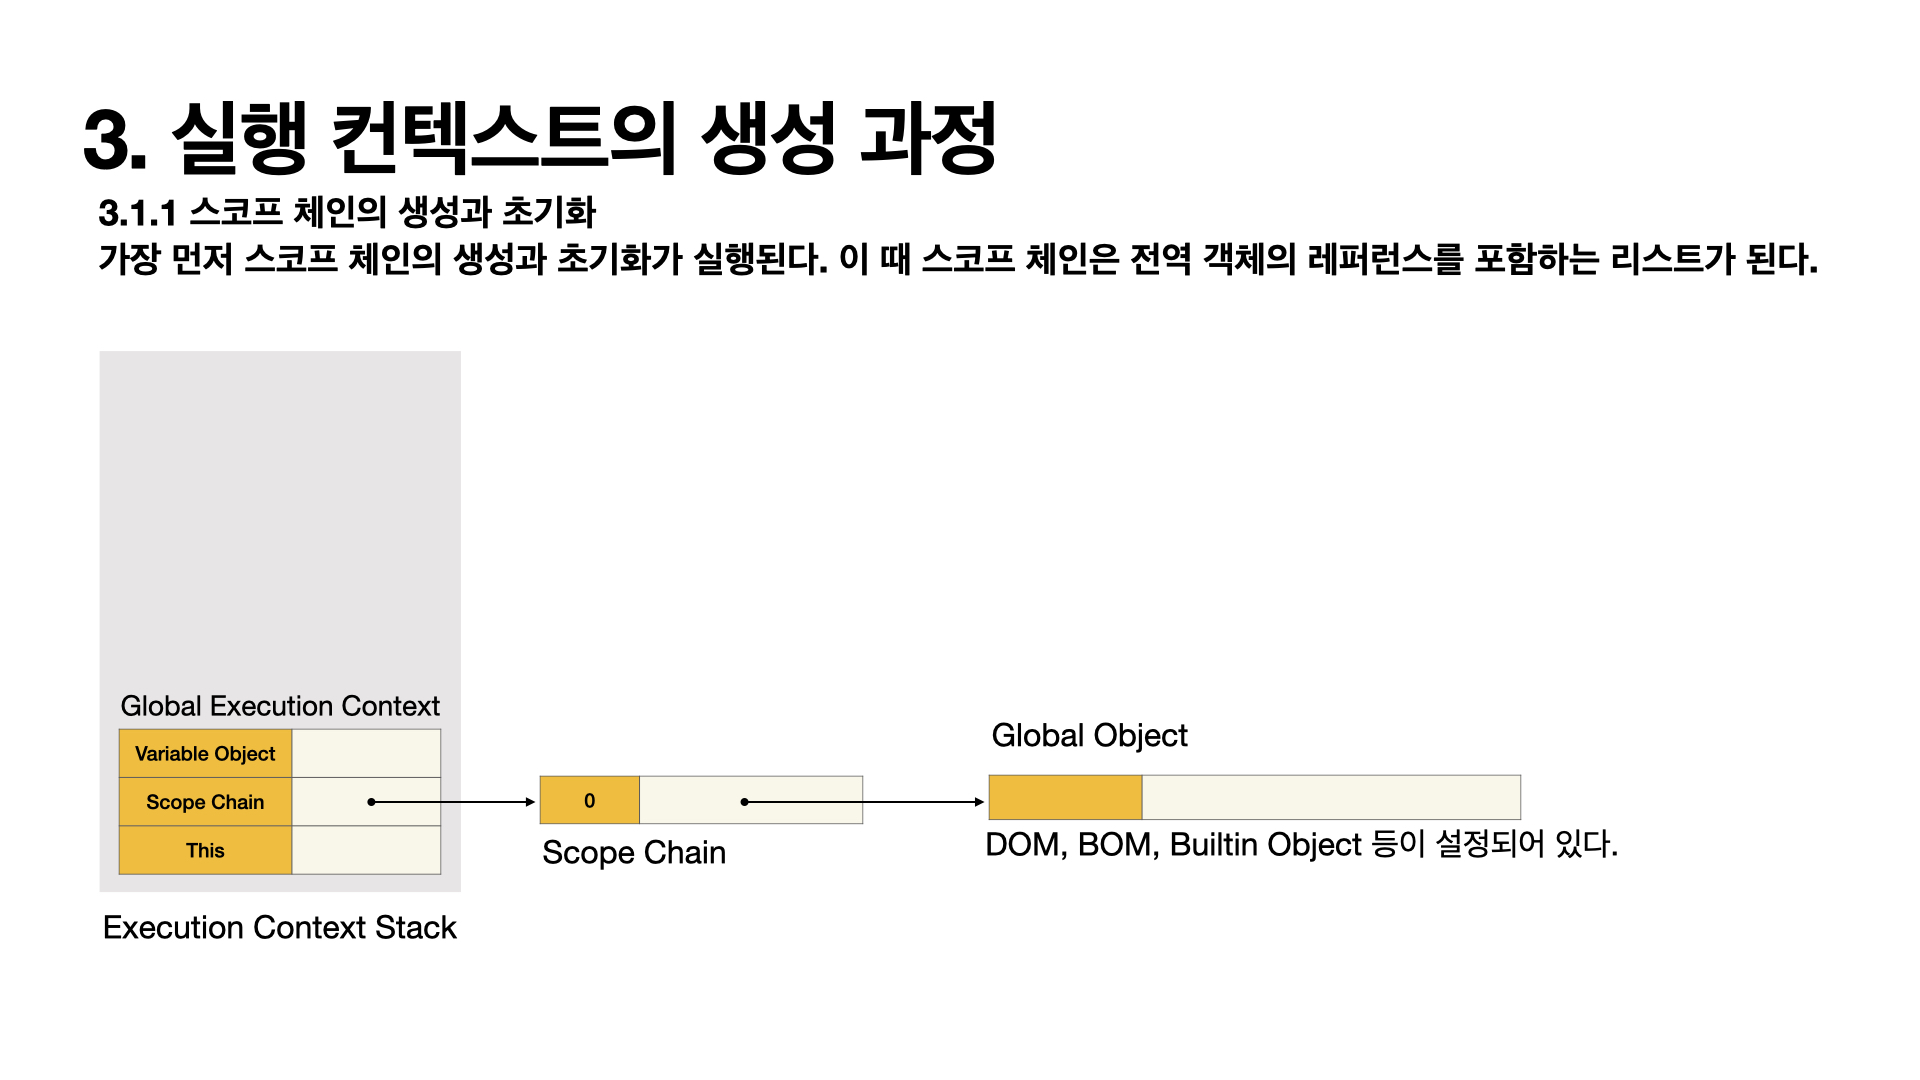 3. 실행 컨텍스트의 생성 과정
3.1.1 스코프 체인의 생성과 초기화
가장 먼저 스코프 체인의 생성과 초기화가 실행된다. 이 때 스코프 체인은 전역 객체의 레퍼런스를 포함하는 리스트가 된다.
Global Execution Context
Variable Object
Scope Chain
This
Execution Context Stack
0
Scope Chain
Global Object
DOM, BOM, Builtin Object 등이 설정되어 있다.